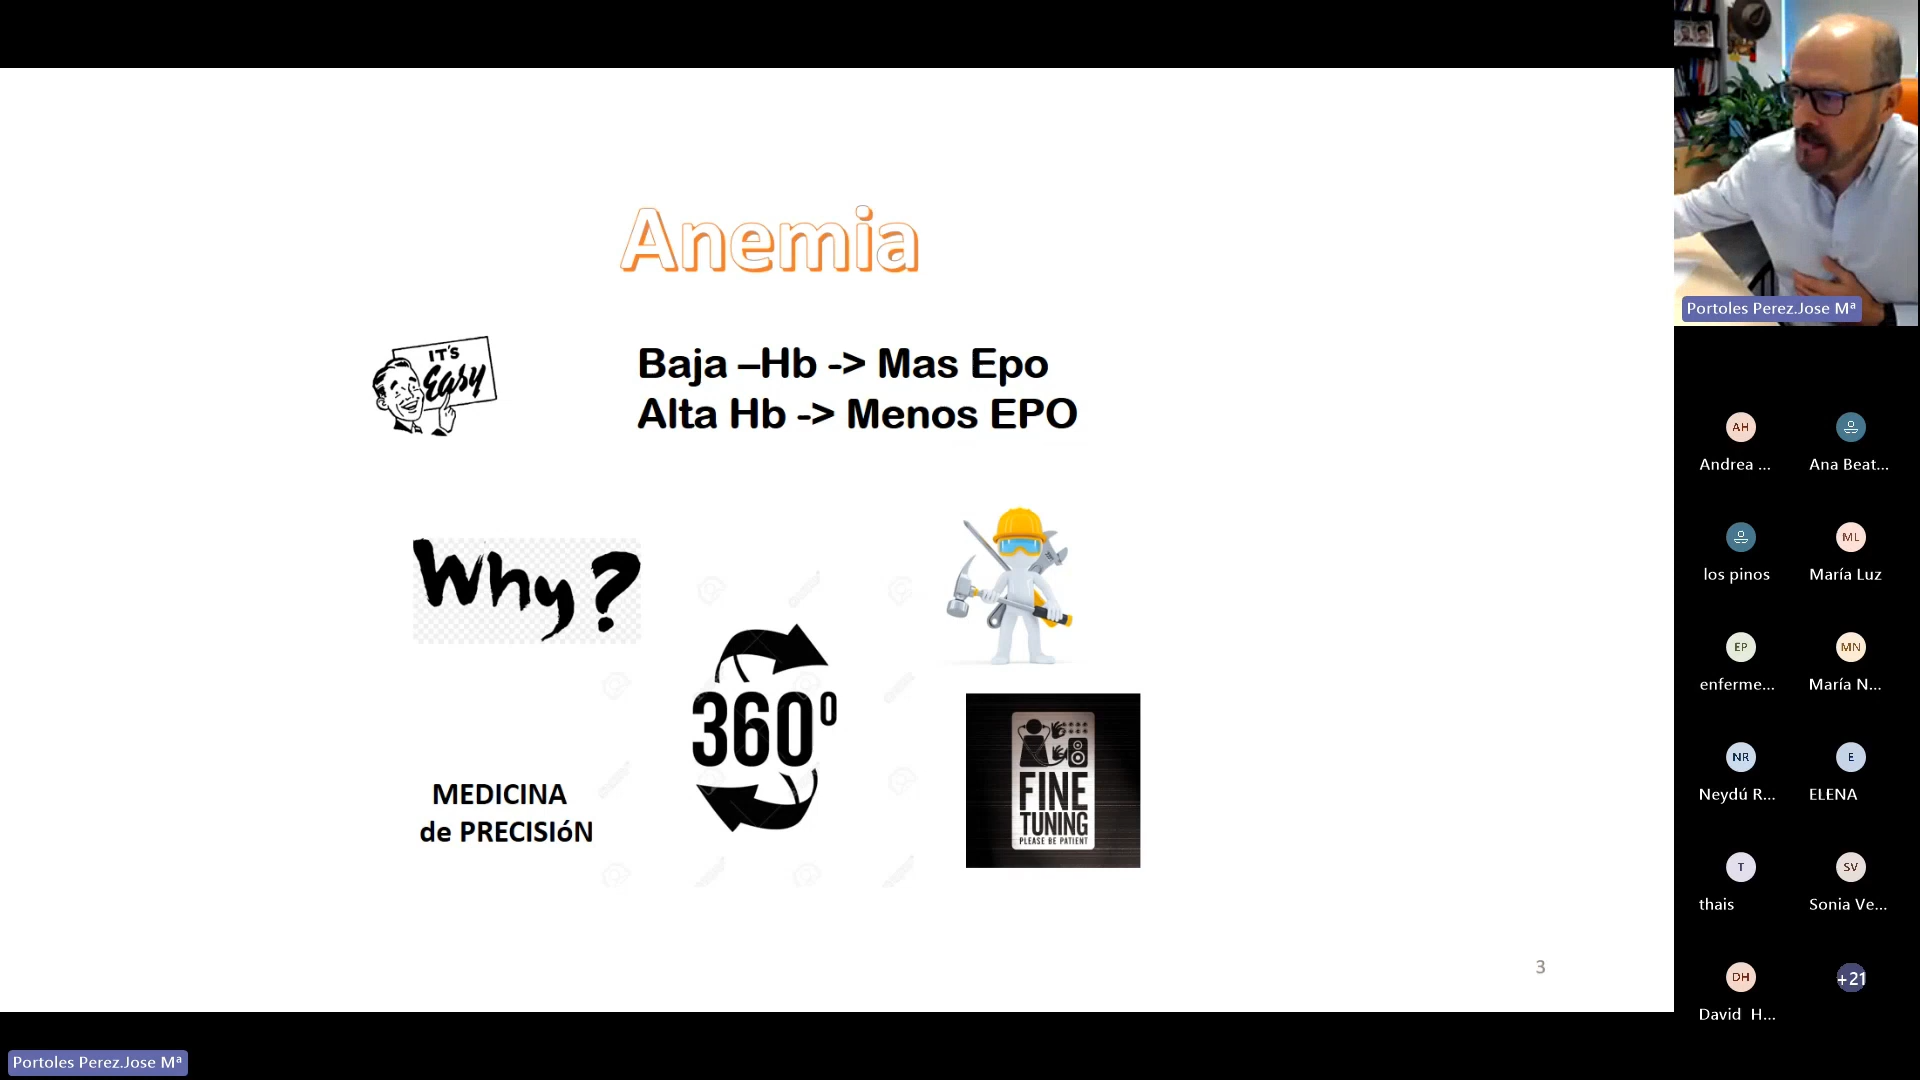 Anemia
IT'S
Easy
Baja –Hb -> Mas Epo
Alta Hb -> Menos EPO
Why?
360º
MEDICINA
de PRECISIóN
FINE
TUNING
PLEASE BE PATIENT
3
Portoles Perez.Jose Mª
AH
Andrea ...
Ana Beat...
los pinos
ML
María Luz
EP
enferme...
MN
María N...
NR
Neydú R...
E
ELENA
T
thais
SV
Sonia Ve...
DH
David H...
+21
Portoles Perez.Jose Mª